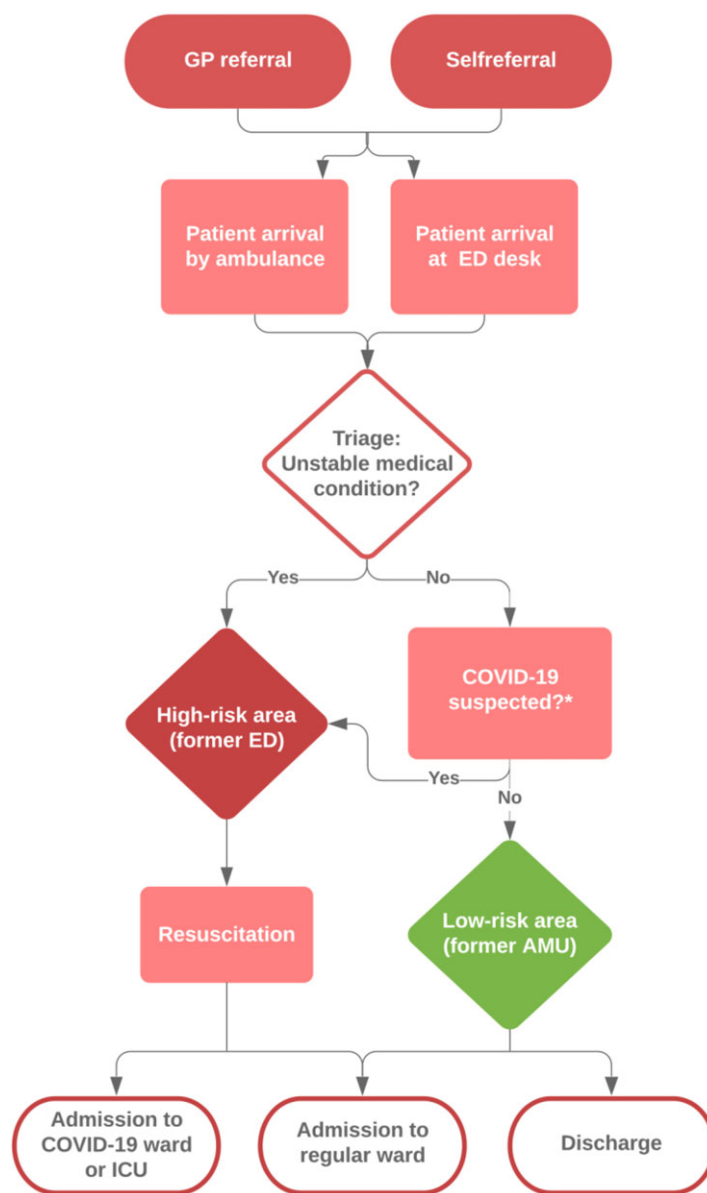 GP referral
Selfreferral
Patient arrival
by ambulance
Patient arrival
at ED desk
Triage:
Unstable medical
condition?
Yes
No
High-risk area
(former ED)
COVID-19
suspected?*
Yes
No
Resuscitation
Low-risk area
(former AMU)
Admission to
COVID-19 ward
or ICU
Admission to
regular ward
Discharge